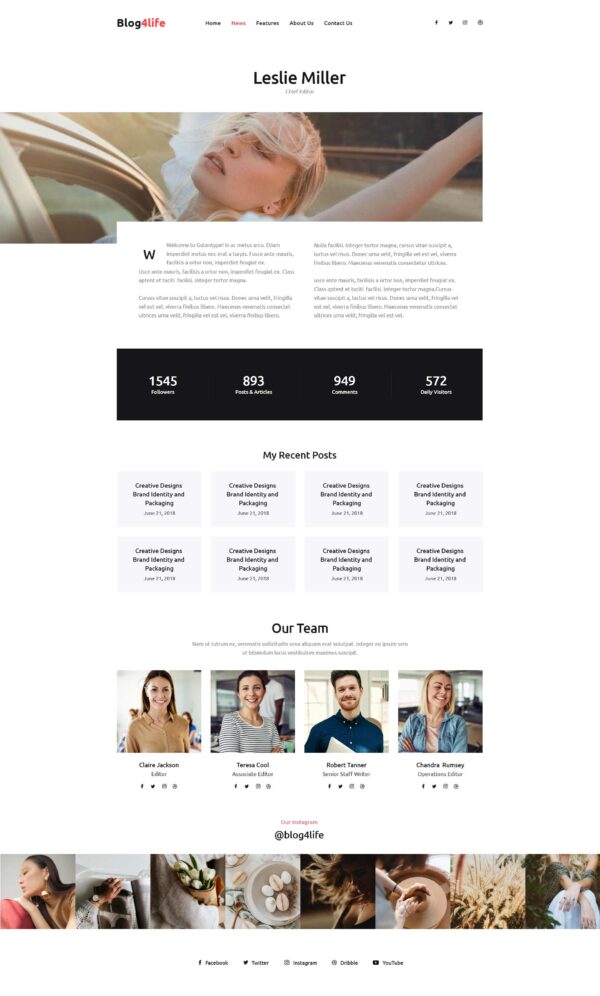 Blog4life Home News Features About Us Contact Us
Leslie Miller
Chief Editor
W Welcome to Gutentype! In ac metus arcu. Etiam
imperdiet metus nec erat a turpis. Fusce ante mauris,
facilisis a ortor non, imperdiet feugiat ex.
usce ante mauris, facilisis a ortor non, imperdiet feugiat ex. Class
aptent et taciti facilisi. Integer tortor magna.
Cursus vitae suscipit a, luctus vel risus. Donec urna velit, fringilla
vel est vel, viverra finibus libero. Maecenas venenatis consectet
ultrices urna velit, fringilla vel est vel, viverra finibus libero.
Nulla facilisi. Integer tortor magna, cursus vitae suscipit a,
luctus vel risus. Donec urna velit, fringilla vel est vel, viverra
finibus libero. Maecenas venenatis consectetur ultrices.
usce ante mauris, facilisis a ortor non, imperdiet feugiat ex.
Class aptent et taciti facilisi. Integer tortor magna.Cursus
vitae suscipit a, luctus vel risus. Donec urna velit, fringilla vel
est vel, viverra finibus libero. Maecenas venenatis consectet
ultrices urna velit, fringilla vel est vel.
1545 893 949 572
Followers Posts & Articles Comments Daily Visitors
My Recent Posts
Creative Designs Creative Designs Creative Designs Creative Designs
Brand Identity and Brand Identity and Brand Identity and Brand Identity and
Packaging Packaging Packaging Packaging
June 21, 2018 June 21, 2018 June 21, 2018 June 21, 2018
Creative Designs Creative Designs Creative Designs Creative Designs
Brand Identity and Brand Identity and Brand Identity and Brand Identity and
Packaging Packaging Packaging Packaging
June 21, 2018 June 21, 2018 June 21, 2018 June 21, 2018
Our Team
Nam ut rutrum ex, venenatis sollicitudin urna aliquam erat volutpat. Integer eu ipsum sem
ut bibendum lacus vestibulum maximus suscipit.
Claire Jackson Teresa Cool Robert Tanner Chandra Rumsey
Editor Associate Editor Senior Staff Writer Operations Editor
Our Instagram
@blog4life
Facebook Twitter Instagram Dribble YouTube